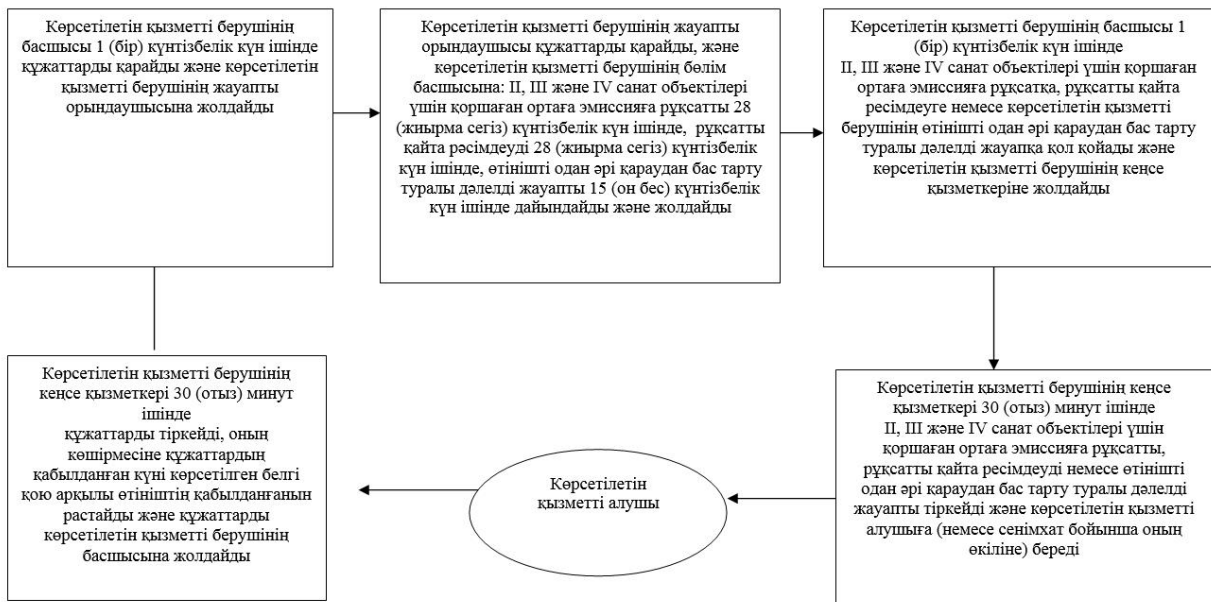 Көрсетілетін қызметті берушінің
басшысы 1 (бір) күнтізбелік күн ішінде
құжаттарды қарайды және көрсетілетін
қызметті берушінің жауапты
орындаушысына жолдайды
Көрсетілетін қызметті берушінің жауапты
орындаушысы құжаттарды қарайды, және
көрсетілетін қызметті берушінің бөлім
басшысына: II, III және IV санат объектілері
үшін қоршаған ортаға эмиссияға рұқсатты 28
(жиырма сегіз) күнтізбелік күн ішінде, рұқсатты
қайта рәсімдеуді 28 (жиырма сегіз) күнтізбелік
күн ішінде, өтінішті одан әрі қараудан бас тарту
туралы дәлелді жауапты 15 (он бес) күнтізбелік
күн ішінде дайындайды және жолдайды
Көрсетілетін қызметті берушінің басшысы 1
(бір) күнтізбелік күн ішінде
II, III және IV санат объектілері үшін қоршаған
ортаға эмиссияға рұқсатқа, рұқсатты қайта
ресімдеуге немесе көрсетілетін қызметті
берушінің өтінішті одан әрі қараудан бас тарту
туралы дәлелді жауапқа қол қояды және
көрсетілетін қызметті берушінің кеңсе
қызметкеріне жолдайды
Көрсетілетін қызметті берушінің
кеңсе қызметкері 30 (отыз) минут
ішінде
құжаттарды тіркейді, оның
көшірмесіне құжаттардың
қабылданған күні көрсетілген белгі
қою арқылы өтініштің қабылданғанын
растайды және құжаттарды
көрсетілетін қызметті берушінің
басшысына жолдайды
Көрсетілетін
қызметті алушы
Көрсетілетін қызметті берушінің кеңсе
қызметкері 30 (отыз) минут ішінде
II, III және IV санат объектілері үшін
қоршаған ортаға эмиссияға рұқсатты,
рұқсатты қайта ресімдеуді немесе өтінішті
одан әрі қараудан бас тарту туралы дәлелді
жауапты тіркейді және көрсетілетін қызметті
алушыға (немесе сенімхат бойынша оның
өкіліне) береді